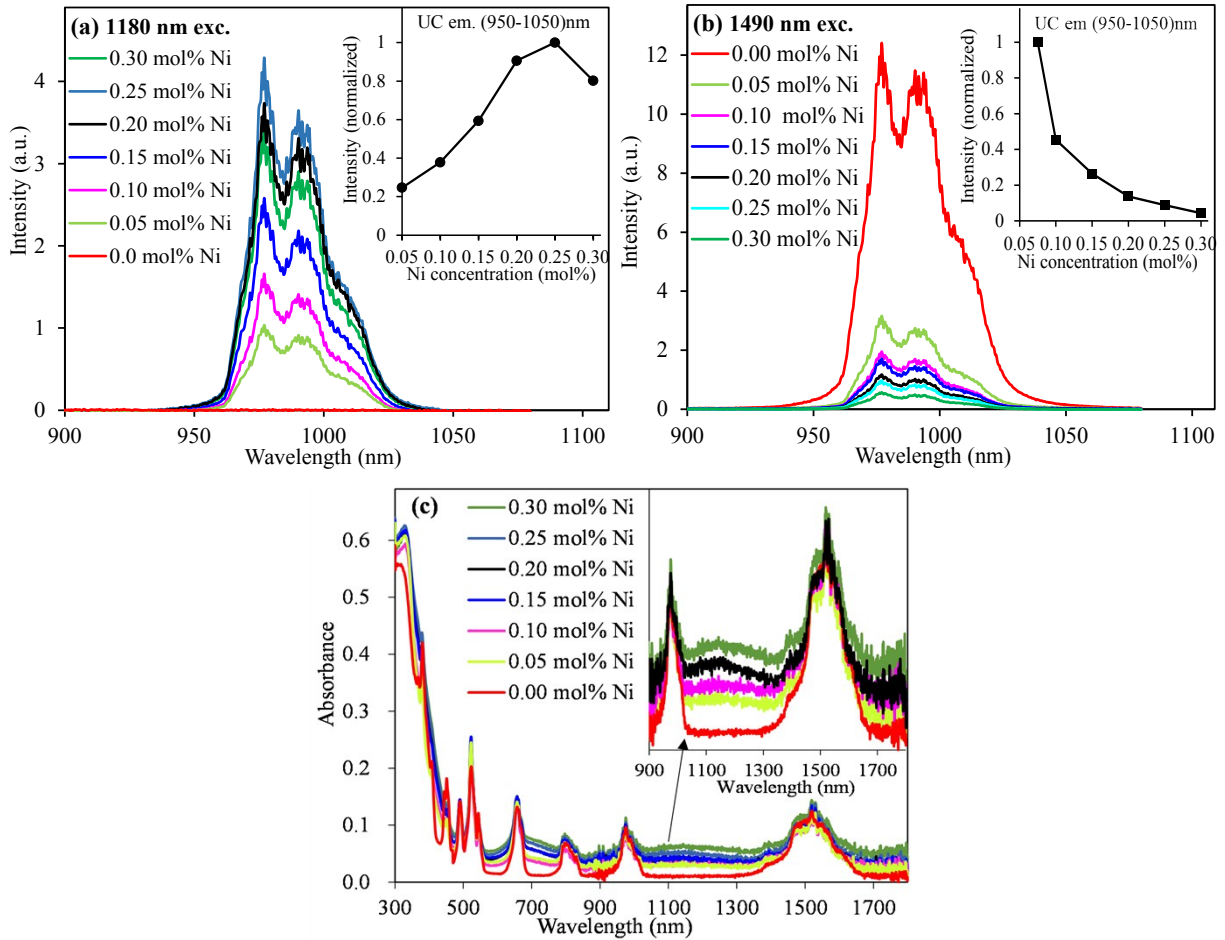 (a) 1180 nm exc.
0.30 mol% Ni
0.25 mol% Ni
0.20 mol% Ni
0.15 mol% Ni
0.10 mol% Ni
0.05 mol% Ni
0.0 mol% Ni
Intensity (a.u.)
4
3
2
1
0
900 950 1000 1050 1100
Wavelength (nm)
UC em. (950-1050)nm
Intensity (normalized)
1
0.8
0.6
0.4
0.2
0
0.05 0.10 0.15 0.20 0.25 0.30
Ni concentration (mol%)
(b) 1490 nm exc.
0.00 mol% Ni
0.05 mol% Ni
0.10 mol% Ni
0.15 mol% Ni
0.20 mol% Ni
0.25 mol% Ni
0.30 mol% Ni
Intensity (a.u.)
12
10
8
6
4
2
0
900 950 1000 1050 1100
Wavelength (nm)
UC em (950-1050)nm
Intensity (normalized)
1
0.8
0.6
0.4
0.2
0
0.05 0.10 0.15 0.20 0.25 0.30
Ni concentration (mol%)
(c)
0.30 mol% Ni
0.25 mol% Ni
0.20 mol% Ni
0.15 mol% Ni
0.10 mol% Ni
0.05 mol% Ni
0.00 mol% Ni
Absorbance
0.6
0.5
0.4
0.3
0.2
0.1
0.0
300 500 700 900 1100 1300 1500 1700
Wavelength (nm)
900 1100 1300 1500 1700
Wavelength (nm)